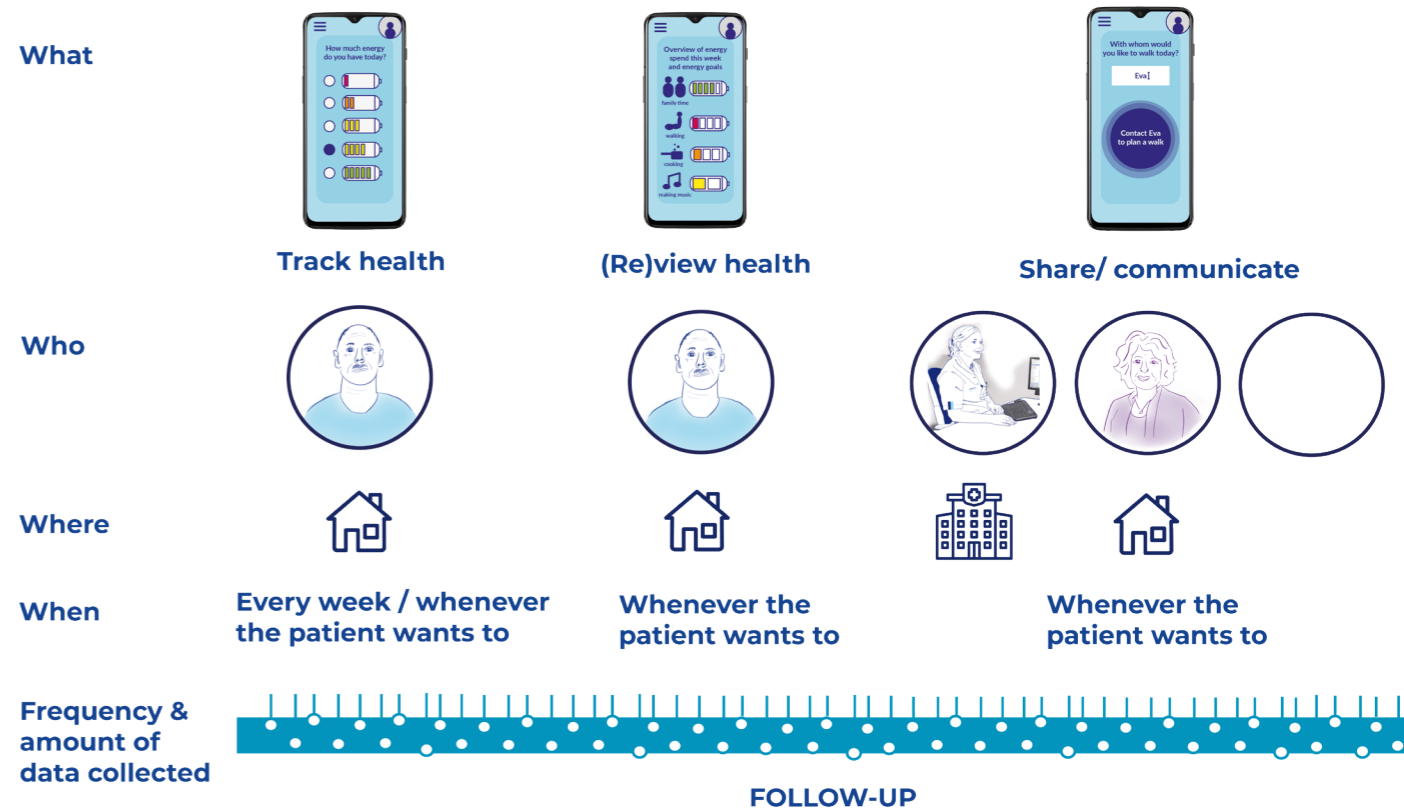 What
How much energy
do you have today?
Overview of energy
spend this week
and energy goals
family time
walking
cooking
making music
With whom would
you like to walk today?
Eva
Contact Eva
to plan a walk
Track health
(Re)view health
Share/ communicate
Who
Where
When
Every week / whenever
the patient wants to
Whenever the
patient wants to
Whenever the
patient wants to
Frequency &
amount of
data collected
FOLLOW-UP